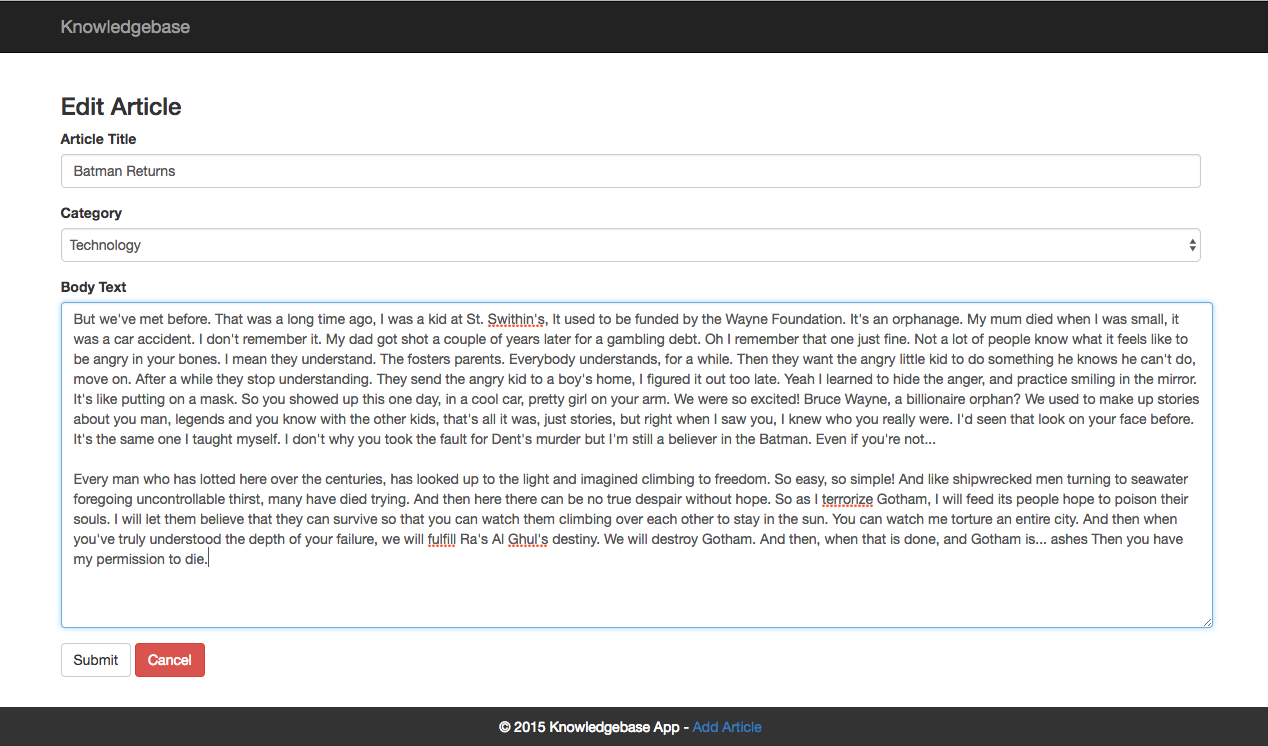 Knowledgebase
Edit Article
Article Title
Batman Returns
Category
Technology
Body Text
But we've met before. That was a long time ago, I was a kid at St. Swithin's, It used to be funded by the Wayne Foundation. It's an orphanage. My mum died when I was small, it
was a car accident. I don't remember it. My dad got shot a couple of years later for a gambling debt. Oh I remember that one just fine. Not a lot of people know what it feels like to
be angry in your bones. I mean they understand. The fosters parents. Everybody understands, for a while. Then they want the angry little kid to do something he knows he can't do,
move on. After a while they stop understanding. They send the angry kid to a boy's home, I figured it out too late. Yeah I learned to hide the anger, and practice smiling in the mirror.
It's like putting on a mask. So you showed up this one day, in a cool car, pretty girl on your arm. We were so excited! Bruce Wayne, a billionaire orphan? We used to make up stories
about you man, legends and you know with the other kids, that's all it was, just stories, but right when I saw you, I knew who you really were. I'd seen that look on your face before.
It's the same one I taught myself. I don't why you took the fault for Dent's murder but I'm still a believer in the Batman. Even if you're not...
Every man who has lotted here over the centuries, has looked up to the light and imagined climbing to freedom. So easy, so simple! And like shipwrecked men turning to seawater
foregoing uncontrollable thirst, many have died trying. And then here there can be no true despair without hope. So as I terrorize Gotham, I will feed its people hope to poison their
souls. I will let them believe that they can survive so that you can watch them climbing over each other to stay in the sun. You can watch me torture an entire city. And then when
you've truly understood the depth of your failure, we will fulfill Ra's Al Ghul's destiny. We will destroy Gotham. And then, when that is done, and Gotham is... ashes Then you have
my permission to die.
Submit Cancel
© 2015 Knowledgebase App - Add Article